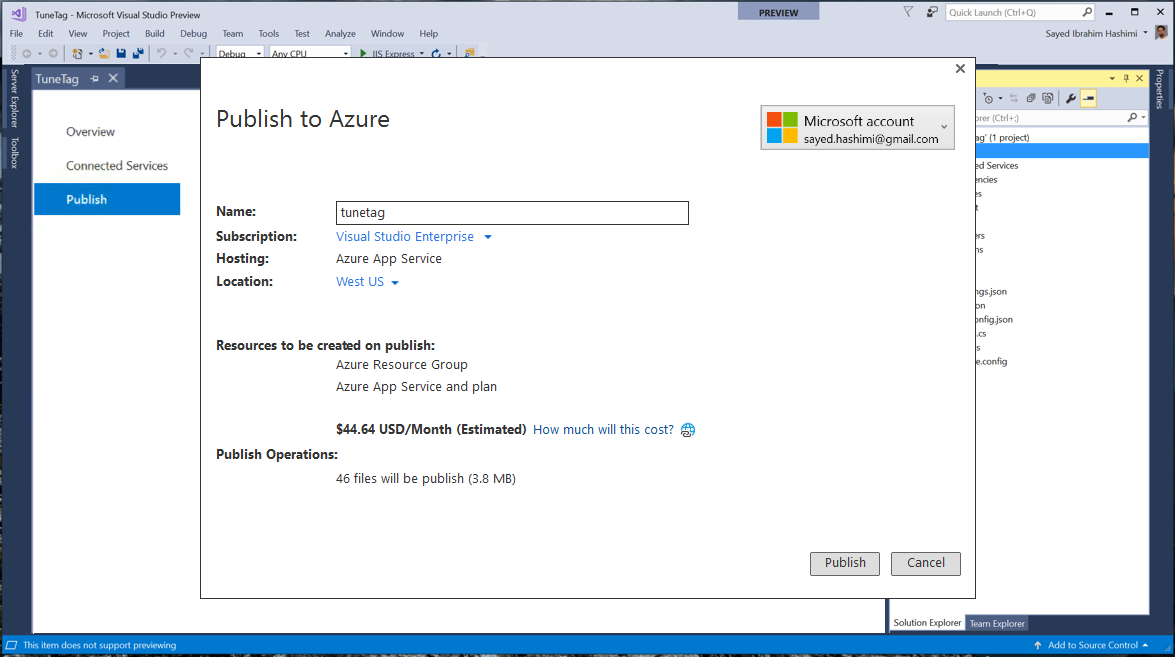 TuneTag - Microsoft Visual Studio Preview
PREVIEW
Quick Launch (Ctrl+Q)
File Edit View Project Build Debug Team Tools Test Analyze Window Help
Sayed Ibrahim Hashimi
Debug Any CPU IIS Express
Server Explorer
Toolbox
TuneTag
Overview
Connected Services
Publish
Publish to Azure
Microsoft account
sayed.hashimi@gmail.com
Name: tunetag
Subscription: Visual Studio Enterprise
Hosting: Azure App Service
Location: West US
Resources to be created on publish:
Azure Resource Group
Azure App Service and plan
$44.64 USD/Month (Estimated) How much will this cost?
Publish Operations:
46 files will be publish (3.8 MB)
Publish Cancel
Properties
orer (Ctrl+;)
ag' (1 project)
ed Services
encies
es
t
ers
ns
ngs.json
on
onfig.json
.cs
s
e.config
Solution Explorer Team Explorer
This item does not support previewing
Add to Source Control